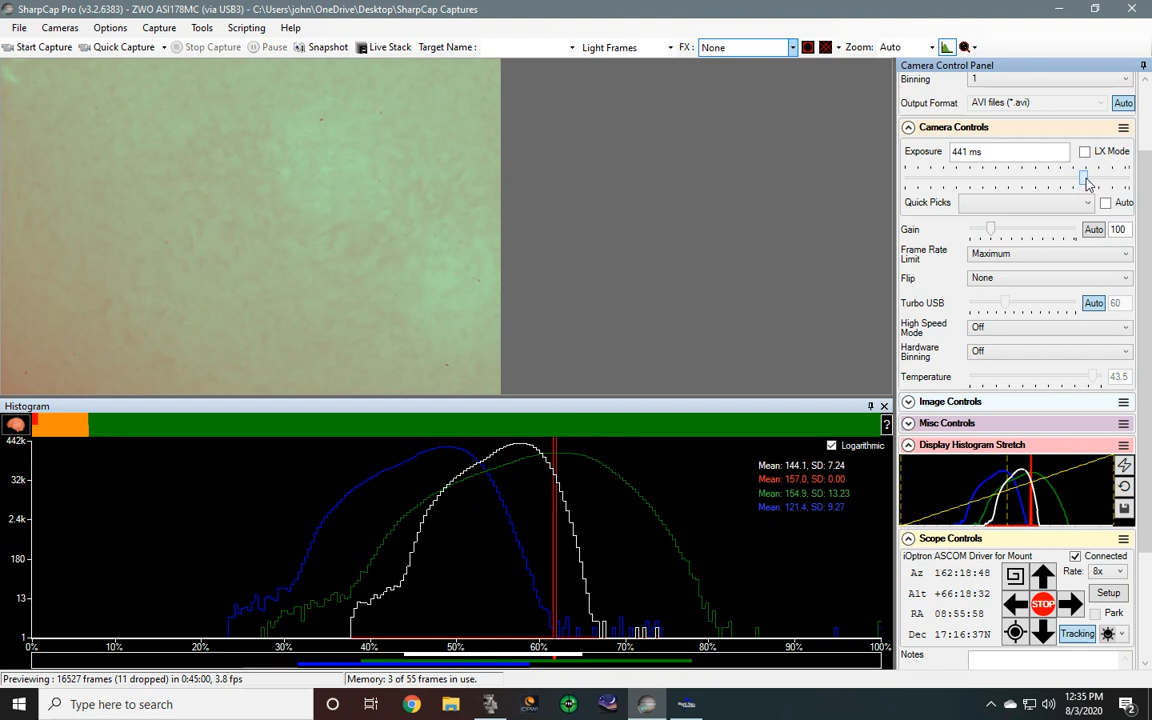 SharpCap Pro (v3.2.6383) - ZWO ASI178MC (via USB3) - C:\Users\john\OneDrive\Desktop\SharpCap Captures
File Cameras Options Capture Tools Scripting Help
Start Capture Quick Capture Stop Capture Pause Snapshot Live Stack Target Name : Light Frames FX : None Zoom: Auto
Camera Control Panel
Binning 1
Output Format AVI files (*.avi) Auto
Camera Controls
Exposure 441 ms LX Mode
Quick Picks Auto
Gain Auto 100
Frame Rate
Limit Maximum
Flip None
Turbo USB Auto 60
High Speed
Mode Off
Hardware
Binning Off
Temperature 43.5
Image Controls
Misc Controls
Display Histogram Stretch
Scope Controls
iOptron ASCOM Driver for Mount Connected
Az 162:18:48 Rate: 8x
Alt +66:18:32 STOP Setup
RA 08:55:58 Park
Dec 17:16:37N Tracking
Notes
Histogram
?
Logarithmic
442k
32k
2.4k
180
13
1
Mean: 144.1, SD: 7.24
Mean: 157.0, SD: 0.00
Mean: 154.9, SD: 13.23
Mean: 121.4, SD: 9.27
0% 10% 20% 30% 40% 50% 60% 70% 80% 90% 100%
Previewing : 16527 frames (11 dropped) in 0:45:00, 3.8 fps Memory: 3 of 55 frames in use.
Type here to search
12:35 PM
8/3/2020
2